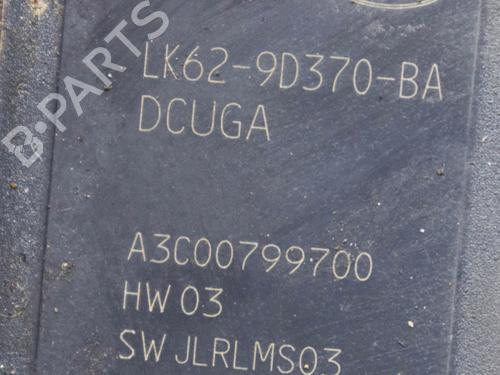 B-PARTS
LK62-9D370-BA
DCUGA
A3C00799700
HW 03
SW JLRLMS03